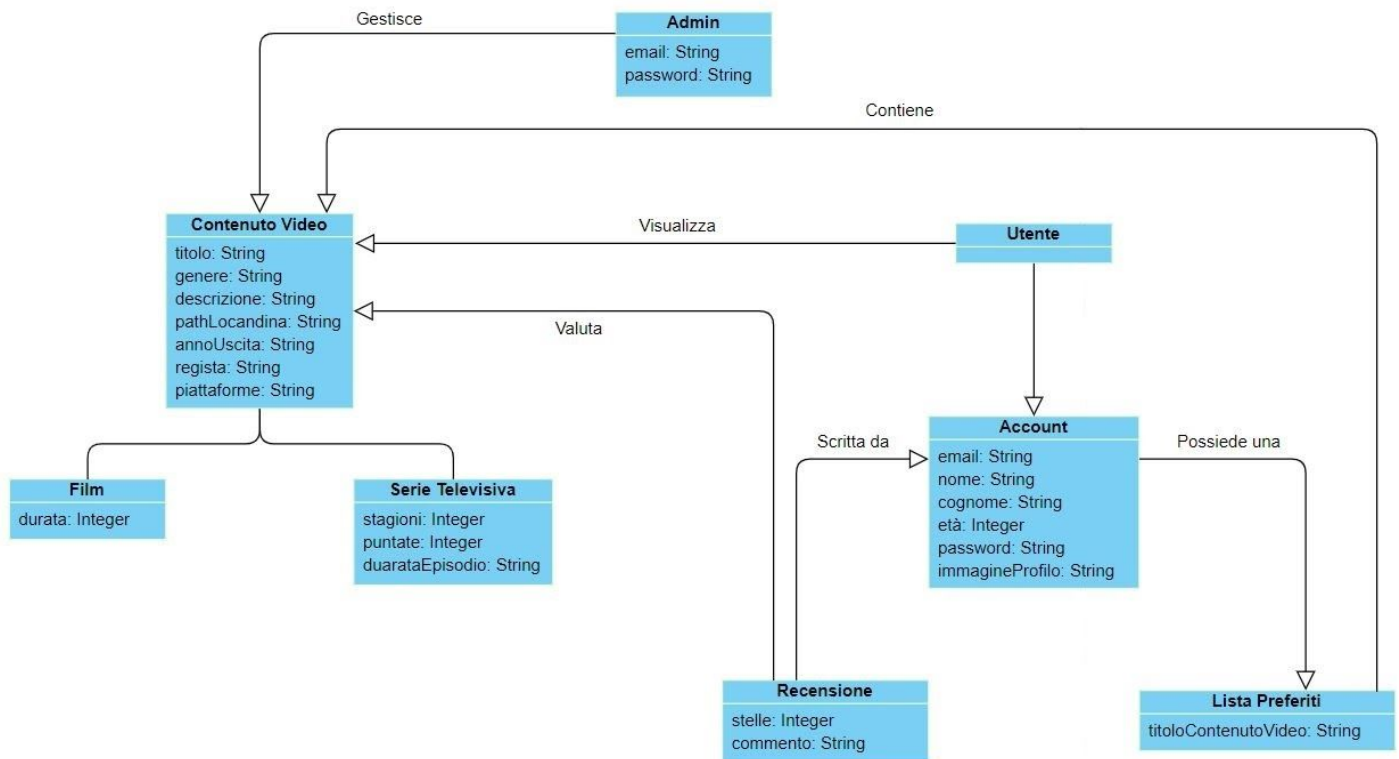 Gestisce
Admin
email: String
password: String
Contiene
Contenuto Video
titolo: String
genere: String
descrizione: String
pathLocandina: String
annoUscita: String
regista: String
piattaforme: String
Visualizza
Utente
Valuta
Film
durata: Integer
Serie Televisiva
stagioni: Integer
puntate: Integer
duarataEpisodio: String
Scritta da
Account
email: String
nome: String
cognome: String
età: Integer
password: String
immagineProfilo: String
Possiede una
Recensione
stelle: Integer
commento: String
Lista Preferiti
titoloContenutoVideo: String